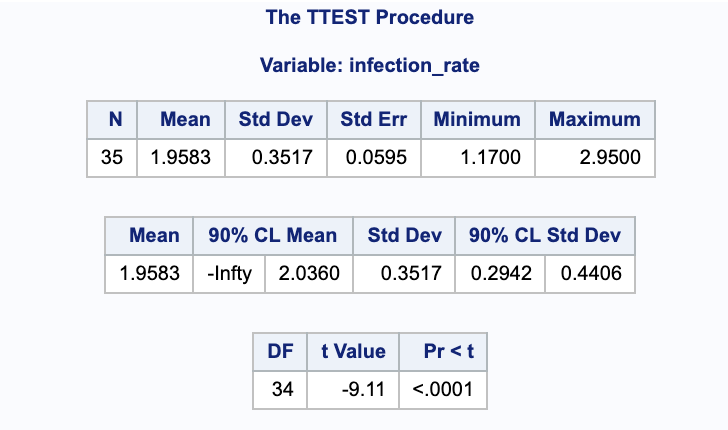 The TTEST Procedure
Variable: infection_rate
N Mean Std Dev Std Err Minimum Maximum
35 1.9583 0.3517 0.0595 1.1700 2.9500
Mean 90% CL Mean Std Dev 90% CL Std Dev
1.9583 -Infty 2.0360 0.3517 0.2942 0.4406
DF t Value Pr < t
34 -9.11 <.0001